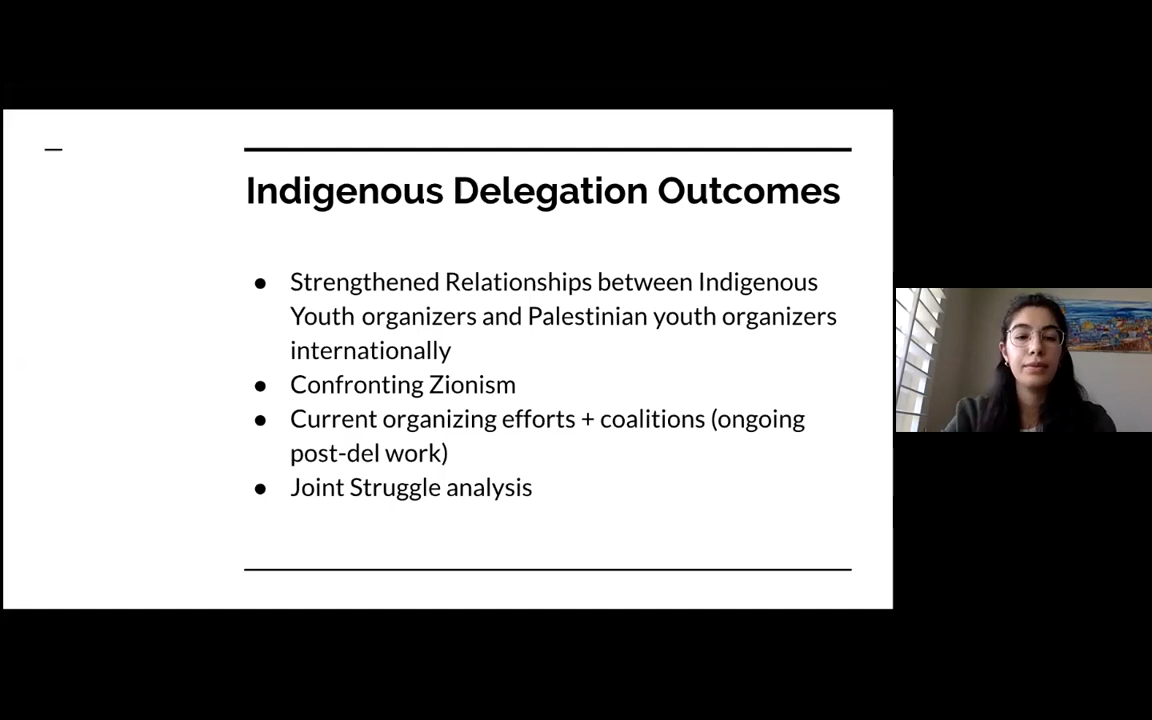 Indigenous Delegation Outcomes
● Strengthened Relationships between Indigenous
Youth organizers and Palestinian youth organizers
internationally
● Confronting Zionism
● Current organizing efforts + coalitions (ongoing
post-del work)
● Joint Struggle analysis